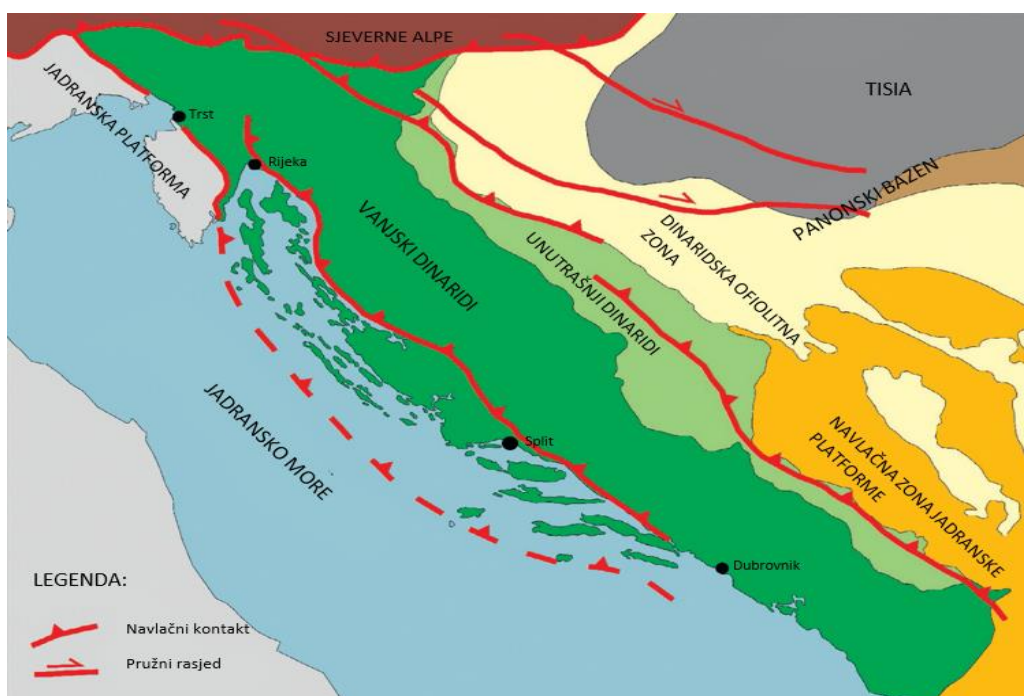 SJEVERNE ALPE
TISIA
JADRANSKA PLATFORMA
Trst
Rijeka
PANONSKI BAZEN
VANJSKI DINARIDI
UNUTRAŠNJI DINARIDI
DINARIDSKA OFIOLITNA
ZONA
JADRANSKO MORE
Split
NAVLAČNA ZONA JADRANSKE
PLATFORME
Dubrovnik
LEGENDA:
Navlačni kontakt
Pružni rasjed